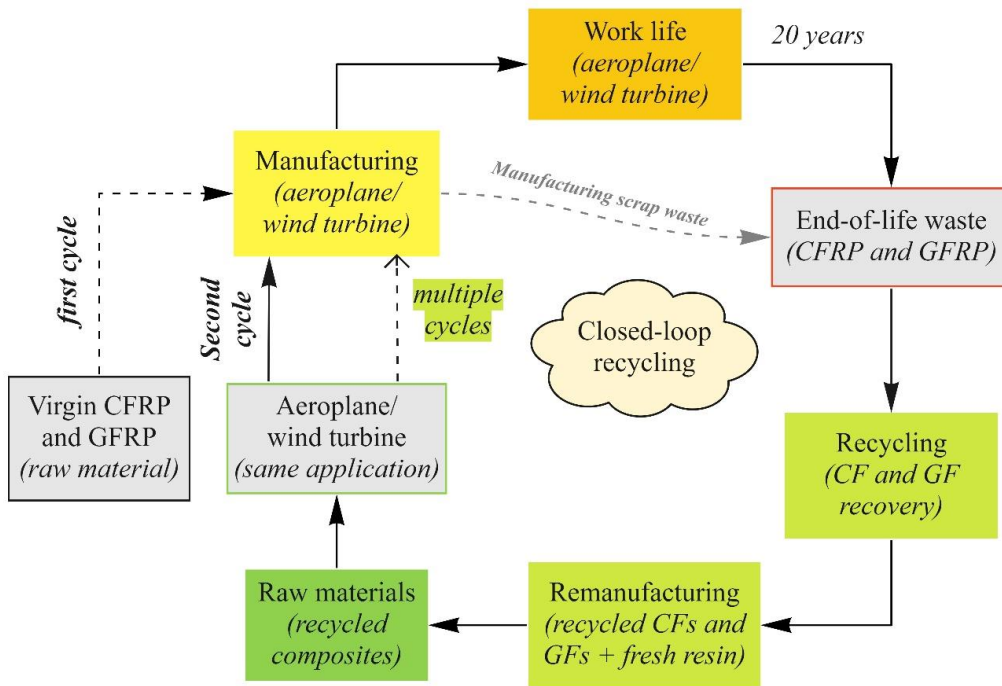 Work life
(aeroplane/
wind turbine)
20 years
Manufacturing
(aeroplane/
wind turbine)
Manufacturing scrap waste
End-of-life waste
(CFRP and GFRP)
first cycle
Second
cycle
multiple
cycles
Closed-loop
recycling
Virgin CFRP
and GFRP
(raw material)
Aeroplane/
wind turbine
(same application)
Recycling
(CF and GF
recovery)
Raw materials
(recycled
composites)
Remanufacturing
(recycled CFs and
GFs + fresh resin)